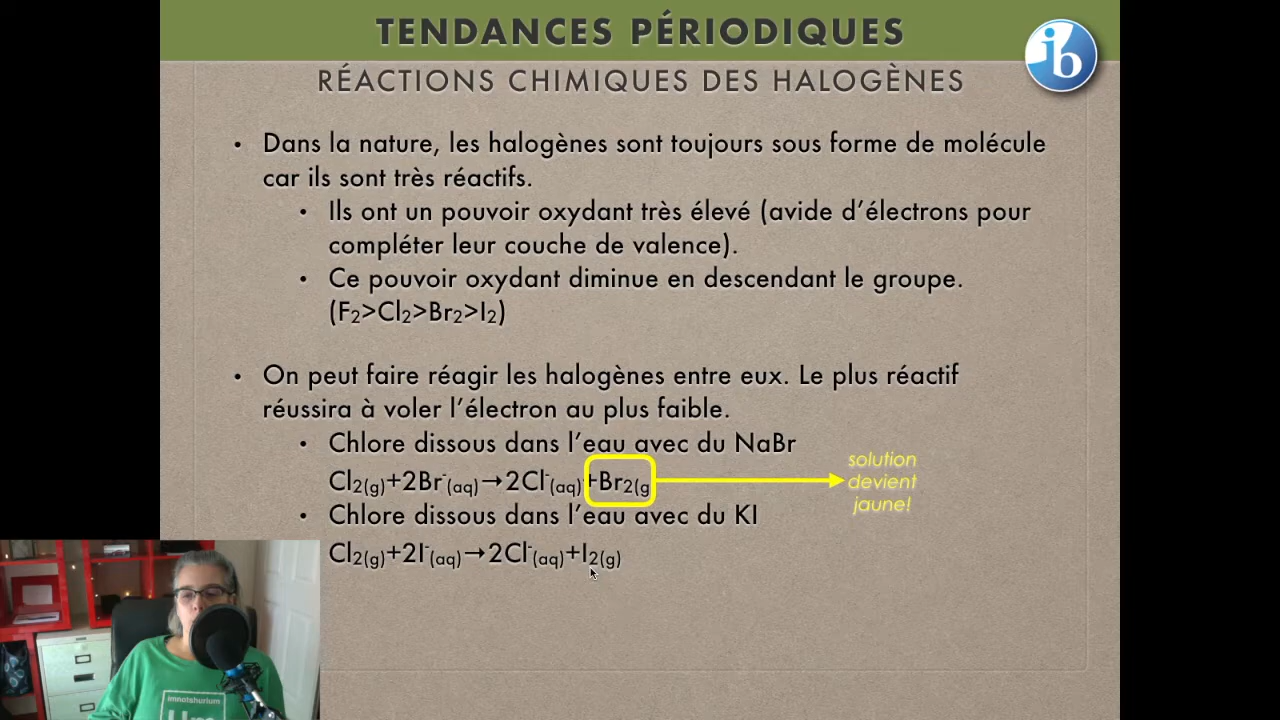 TENDANCES PÉRIODIQUES
ib
RÉACTIONS CHIMIQUES DES HALOGÈNES
• Dans la nature, les halogènes sont toujours sous forme de molécule
car ils sont très réactifs.
• Ils ont un pouvoir oxydant très élevé (avide d’électrons pour
compléter leur couche de valence).
• Ce pouvoir oxydant diminue en descendant le groupe.
(F₂>Cl₂>Br₂>I₂)
• On peut faire réagir les halogènes entre eux. Le plus réactif
réussira à voler l’électron au plus faible.
• Chlore dissous dans l’eau avec du NaBr
Cl₂(g)+2Br⁻(aq)→2Cl⁻(aq)+Br₂(g
solution
devient
jaune!
• Chlore dissous dans l’eau avec du KI
Cl₂(g)+2I⁻(aq)→2Cl⁻(aq)+I₂(g)
imnotshurium